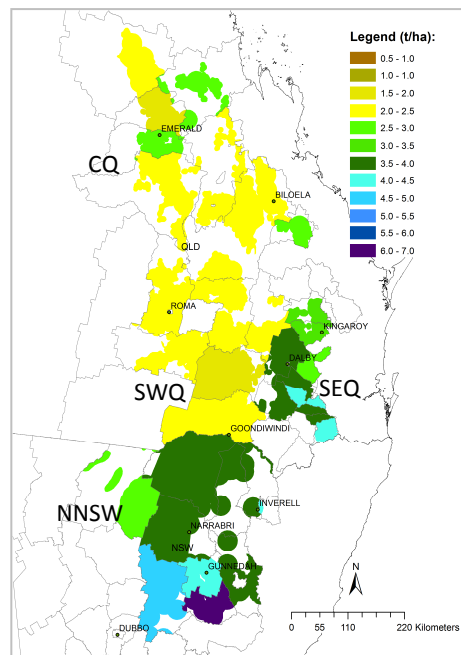 Legend (t/ha):
0.5 - 1.0
1.0 - 1.0
1.5 - 2.0
2.0 - 2.5
2.5 - 3.0
3.0 - 3.5
3.5 - 4.0
4.0 - 4.5
4.5 - 5.0
5.0 - 5.5
5.5 - 6.0
6.0 - 7.0
EMERALD
CQ
BILOELA
QLD
ROMA
KINGAROY
DALBY
SWQ
SEQ
GOONDIWINDI
NNSW
INVERELL
NARRABRI
NSW
GUNNEDAH
N
DUBBO
0 55 110 220 Kilometers